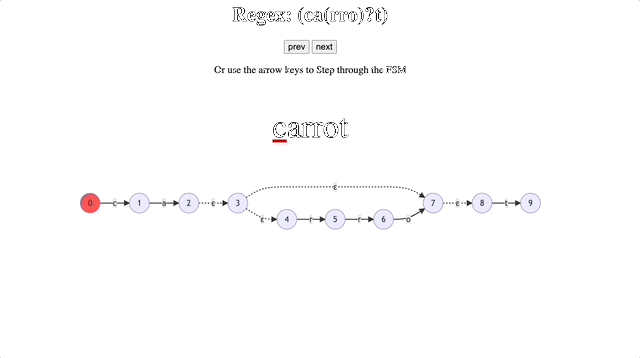 Regex: (ca(rro)?t)
prev next
Or use the arrow keys to Step through the FSM
carrot
ε
0 c 1 a 2 ε 3 7 ε 8 t 9
ε 4 r 5 r 6 o